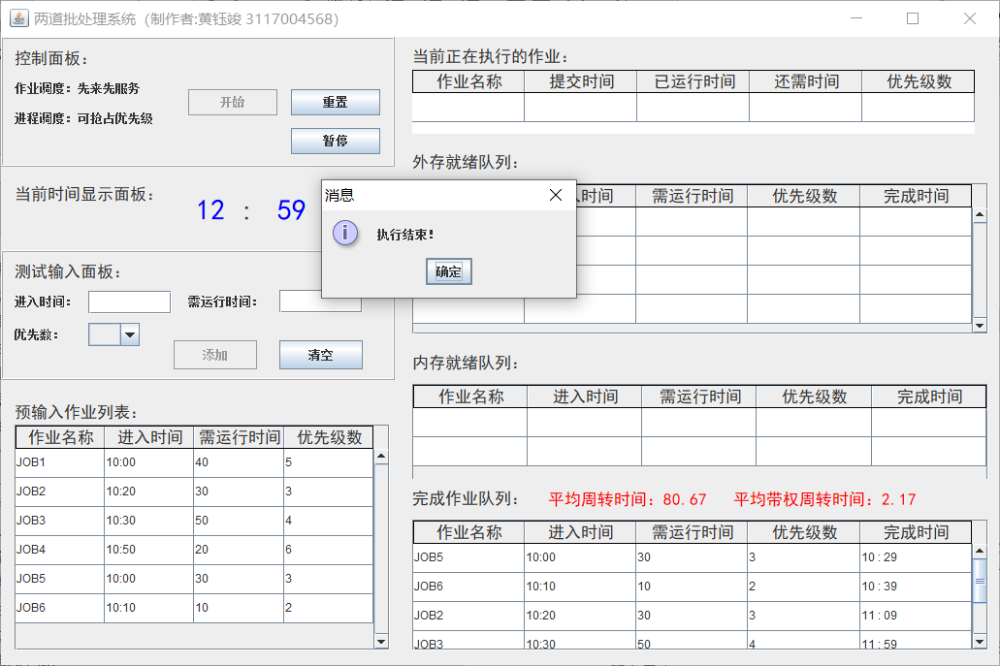 两道批处理系统（制作者:黄钰竣 3117004568）
控制面板：
作业调度：先来先服务
进程调度：可抢占优先级
开始
重置
暂停
当前时间显示面板：
12 : 59
测试输入面板：
进入时间：
需运行时间：
优先数：
添加
清空
预输入作业列表：
作业名称 进入时间 需运行时间 优先级数
JOB1 10:00 40 5
JOB2 10:20 30 3
JOB3 10:30 50 4
JOB4 10:50 20 6
JOB5 10:00 30 3
JOB6 10:10 10 2
消息
执行结束!
确定
当前正在执行的作业：
作业名称 提交时间 已运行时间 还需时间 优先级数
外存就绪队列：
时间 需运行时间 优先级数 完成时间
内存就绪队列：
作业名称 进入时间 需运行时间 优先级数 完成时间
完成作业队列： 平均周转时间：80.67 平均带权周转时间：2.17
作业名称 进入时间 需运行时间 优先级数 完成时间
JOB5 10:00 30 3 10 : 29
JOB6 10:10 10 2 10 : 39
JOB2 10:20 30 3 11 : 09
JOB3 10:30 50 4 11 : 59